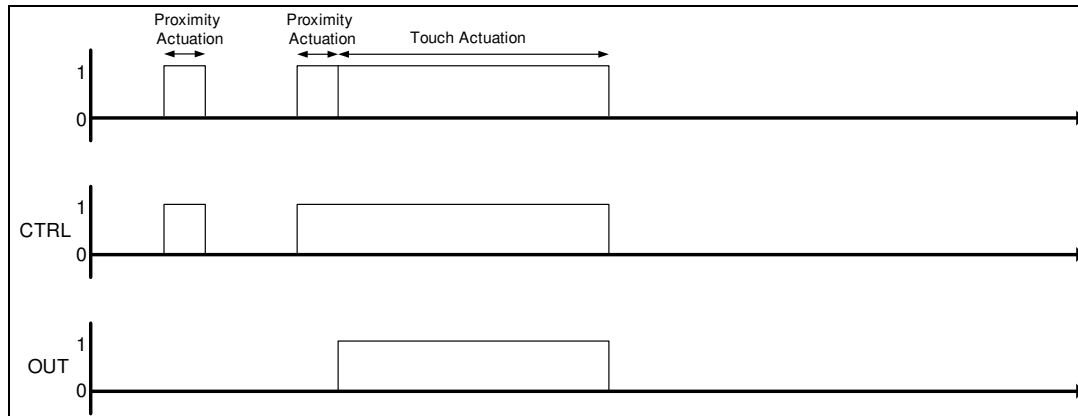 Proximity
Actuation
Proximity
Actuation
Touch Actuation
1
0
CTRL
1
0
OUT
1
0